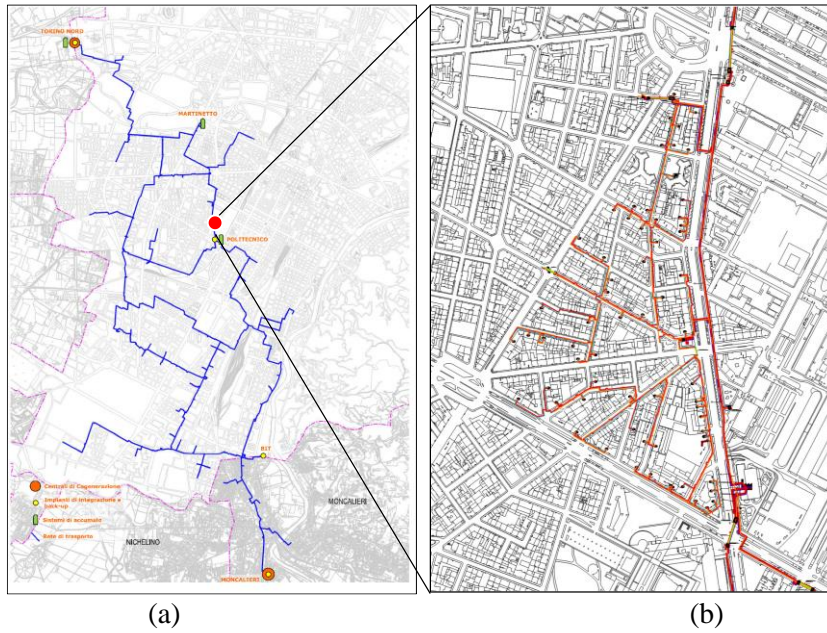 TORINO NORD
MARTINETTO
POLITECNICO
BIT
MONCALIERI
NICHELINO
MONCALIERI
Centrali di Cogenerazione
Impianti di integrazione e
back-up
Sistemi di accumulo
Rete di trasporto
(a)
(b)